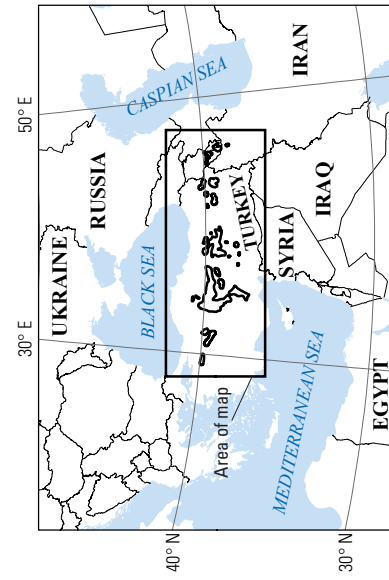 30° E
50° E
UKRAINE
RUSSIA
CASPIAN SEA
BLACK SEA
40° N
TURKEY
IRAN
Area of map
SYRIA
IRAQ
MEDITERRANEAN SEA
30° N
EGYPT